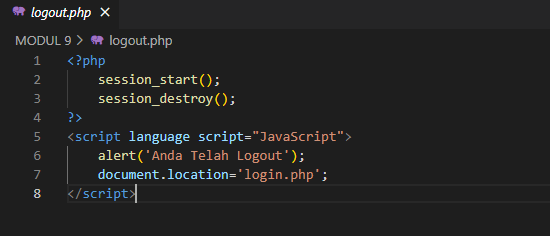 logout.php
MODUL 9 > logout.php
1 <?php
2 session_start();
3 session_destroy();
4 ?>
5 <script language script="JavaScript">
6 alert('Anda Telah Logout');
7 document.location='login.php';
8 </script>